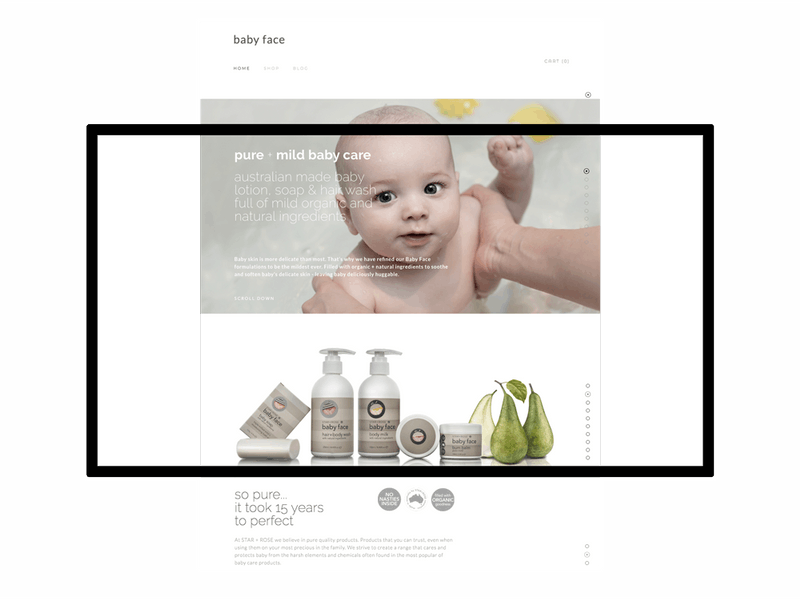 baby face
CART (0)
HOME SHOP BLOG
pure + mild baby care
australian made baby
lotion, soap & hair wash
full of mild organic and
natural ingredients
Baby skin is more delicate than most. That's why we have refined our Baby Face
formulations to be the mildest ever. Filled with organic + natural ingredients to soothe
and soften baby's delicate skin - leaving baby deliciously huggable.
SCROLL DOWN
baby face
baby face
baby face
hair + body wash
body milk
baby face
so pure...
it took 15 years
to perfect
NO
NASTIES
INSIDE
ORGANIC
At STAR + ROSE we believe in pure quality products. Products that you can trust, even when
using them on your most precious in the family. We strive to create a range that cares and
protects baby from the harsh elements and chemicals often found in the most popular of
baby care products.